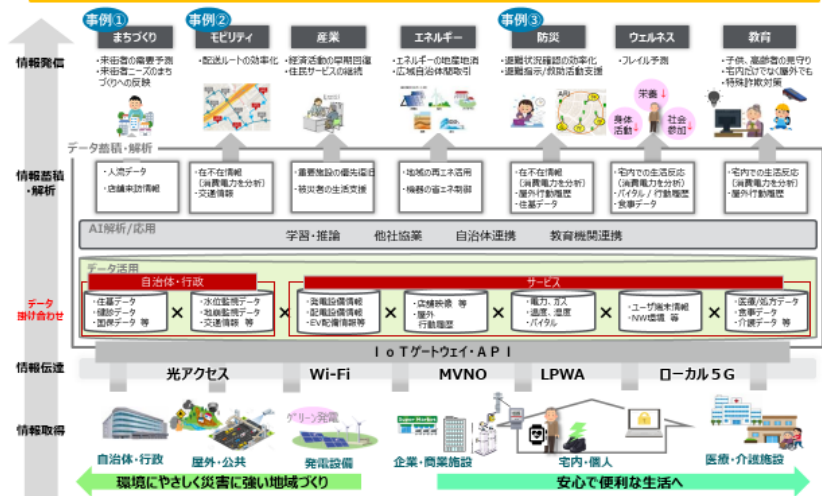 事例① 事例② 事例③
まちづくり モビリティ 産業 エネルギー 防災 ウェルネス 教育
情報発信
・来街者の需要予測
・来街者ニーズのまち
づくりへの反映
・配送ルートの効率化
・経済活動の早期回復
・住民サービスの継続
・エネルギーの地産地消
・広域自治体間取引
・避難状況確認の効率化
・避難指示/救助活動支援
・フレイル予測
栄養↓
身体
活動↓
社会
参加↓
・子供、高齢者の見守り
・宅内だけでなく屋外でも
・特殊詐欺対策
データ蓄積・解析
情報蓄積
・解析
・人流データ
・店舗来訪情報
・在不在情報
(消費電力を分析)
・交通情報
・重要施設の優先復旧
・被災者の生活支援
・地域の再エネ活用
・機器の省エネ制御
・在不在情報
(消費電力を分析)
・屋外行動履歴
・住基データ
・宅内での生活反応
(消費電力を分析)
・バイタル/行動履歴
・食事データ
・宅内での生活反応
(消費電力を分析)
・屋外行動履歴
AI解析/応用
学習・推論 他社協業 自治体連携 教育機関連携
データ活用
自治体・行政 サービス
データ
掛け合わせ
・住基データ
・健診データ
・国保データ 等
×
・水位監視データ
・地崩監視データ
・交通情報 等
×
・発電設備情報
・配電設備情報
・EV配備情報等
×
・店舗映像 等
・屋外
行動履歴
×
・電力、ガス
・温度、湿度
・バイタル
×
・ユーザ端末情報
・NW環境 等
×
・医療/処方データ
・食事データ
・介護データ 等
IoTゲートウェイ・API
情報伝達
光アクセス Wi-Fi MVNO LPWA ローカル5G
情報取得
グリーン発電
Super Market
自治体・行政 屋外・公共 発電設備 企業・商業施設 宅内・個人 医療・介護施設
環境にやさしく災害に強い地域づくり 安心で便利な生活へ